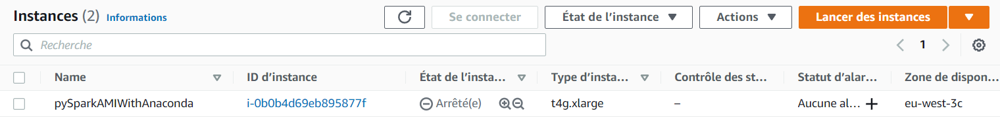 Instances (2) Informations Se connecter État de l'instance Actions Lancer des instances
Recherche 1
Name ID d'instance État de l'insta... Type d'insta... Contrôle des st... Statut d'alar... Zone de dispon...
pySparkAMIWithAnaconda i-0b0b4d69eb895877f Arrêté(e) t4g.xlarge – Aucune al... + eu-west-3c